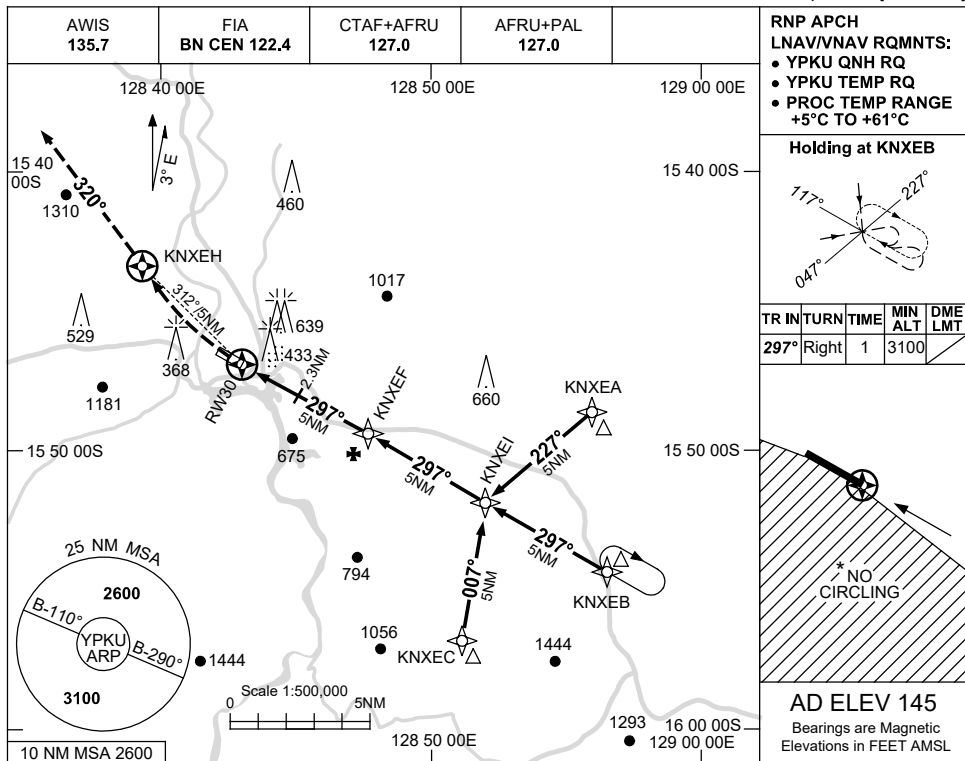 AWIS
135.7
FIA
BN CEN 122.4
CTAF+AFRU
127.0
AFRU+PAL
127.0
RNP APCH
LNAV/VNAV RQMNTS:
• YPKU QNH RQ
• YPKU TEMP RQ
• PROC TEMP RANGE
+5°C TO +61°C
128 40 00E
128 50 00E
129 00 00E
15 40
00S
15 40 00S
3° E
320°
1310
460
KNXEH
312°/5NM
1017
529
368
639
433
2.3NM
1181
RW30
297°
5NM
KNXEF
660
KNXEA
675
15 50 00S
15 50 00S
297°
5NM
KNXEI
227°
5NM
297°
5NM
794
007°
5NM
KNXEB
1056
KNXEC
1444
1444
25 NM MSA
2600
B-110°
YPKU
ARP
B-290°
3100
Scale 1:500,000
0
5NM
1293
16 00 00S
128 50 00E
129 00 00E
10 NM MSA 2600
Holding at KNXEB
117°
227°
047°
TR IN
TURN
TIME
MIN
ALT
DME
LMT
297°
Right
1
3100
* NO
CIRCLING
AD ELEV 145
Bearings are Magnetic
Elevations in FEET AMSL